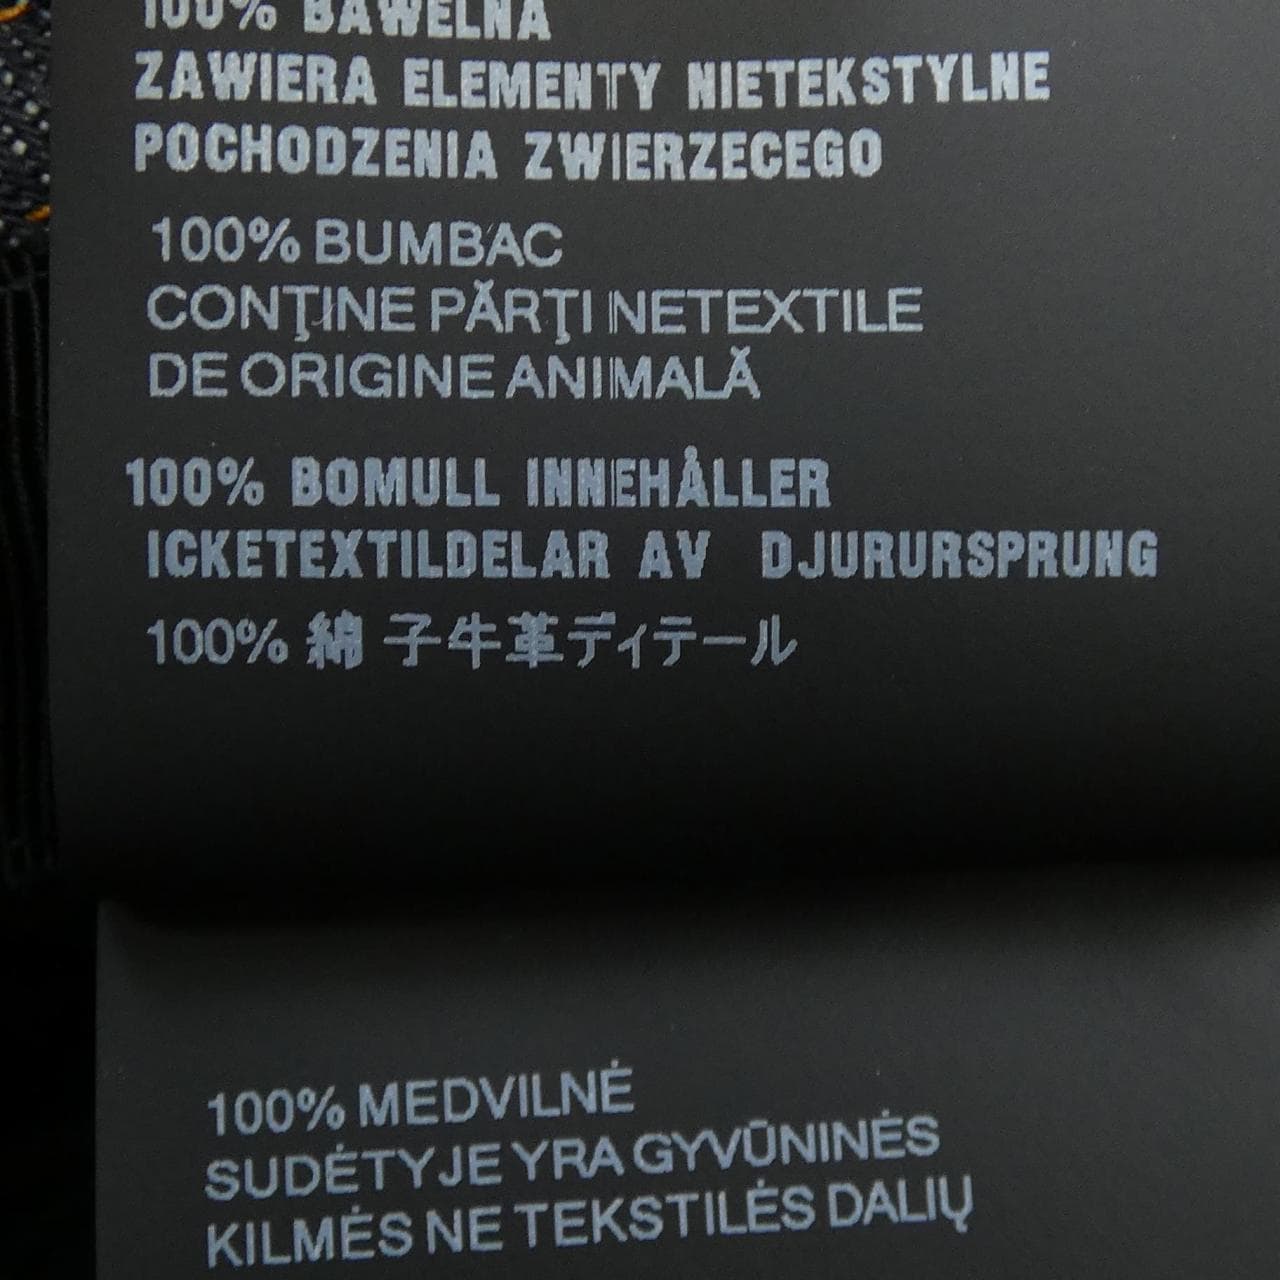 100% BAWEŁNA
ZAWIERA ELEMENTY NIETEKSTYLNE
POCHODZENIA ZWIERZECEGO
100% BUMBAC
CONŢINE PĂRŢI NETEXTILE
DE ORIGINE ANIMALĂ
100% BOMULL INNEHÅLLER
ICKETEXTILDELAR AV DJURURSPRUNG
100% 綿 子牛革ディテール
100% MEDVILNĖ
SUDĖTYJE YRA GYVŪNINĖS
KILMĖS NE TEKSTILĖS DALIŲ